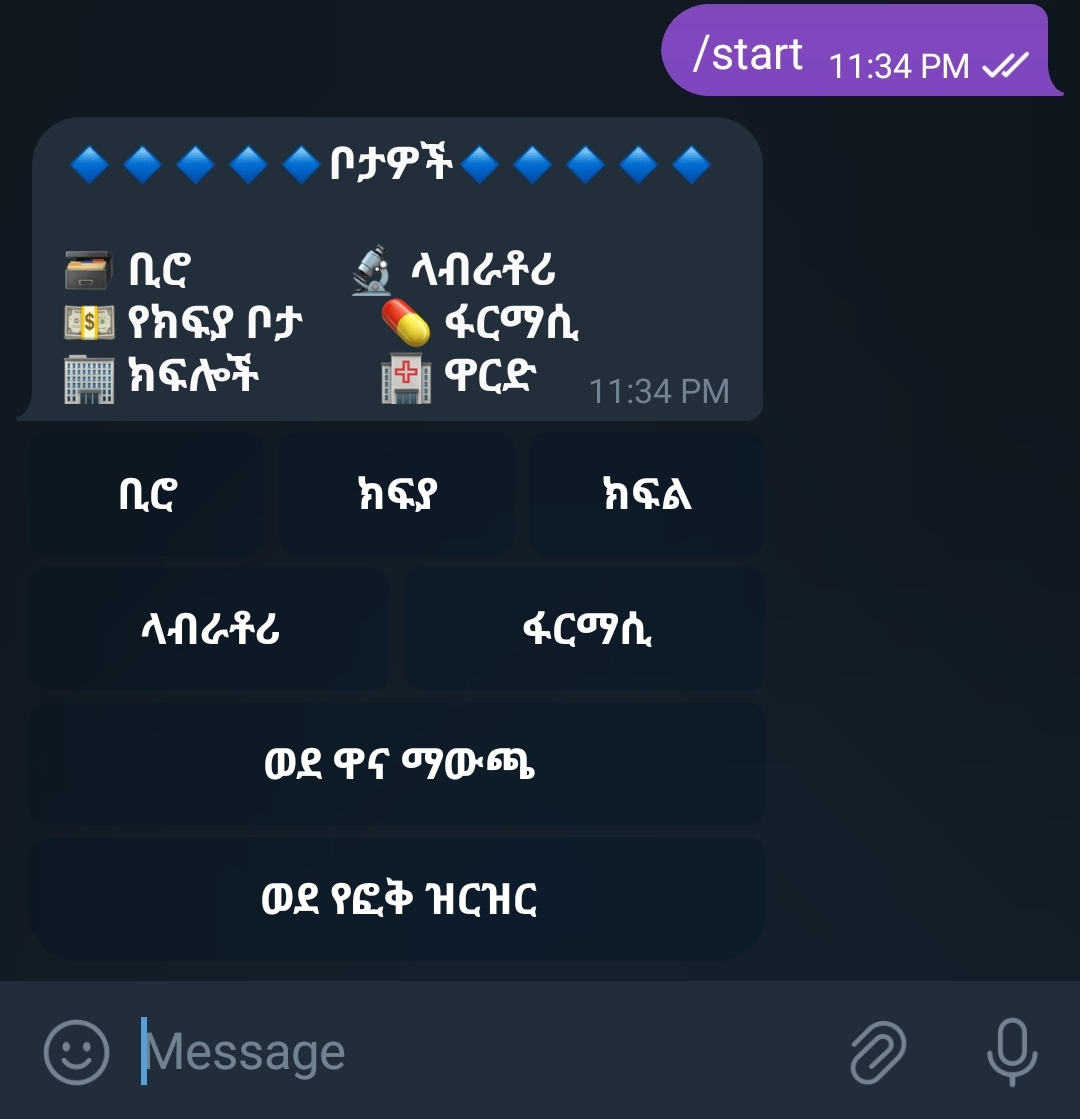 /start 11:34 PM
🔷🔷🔷🔷🔷ቦታዎች🔷🔷🔷🔷🔷
🗃 ቢሮ 🔬 ላብራቶሪ
💵 የክፍያ ቦታ 💊 ፋርማሲ
🏢 ክፍሎች 🏥 ዋርድ 11:34 PM
ቢሮ ክፍያ ክፍል
ላብራቶሪ ፋርማሲ
ወደ ዋና ማውጫ
ወደ የፎቅ ዝርዝር
Message